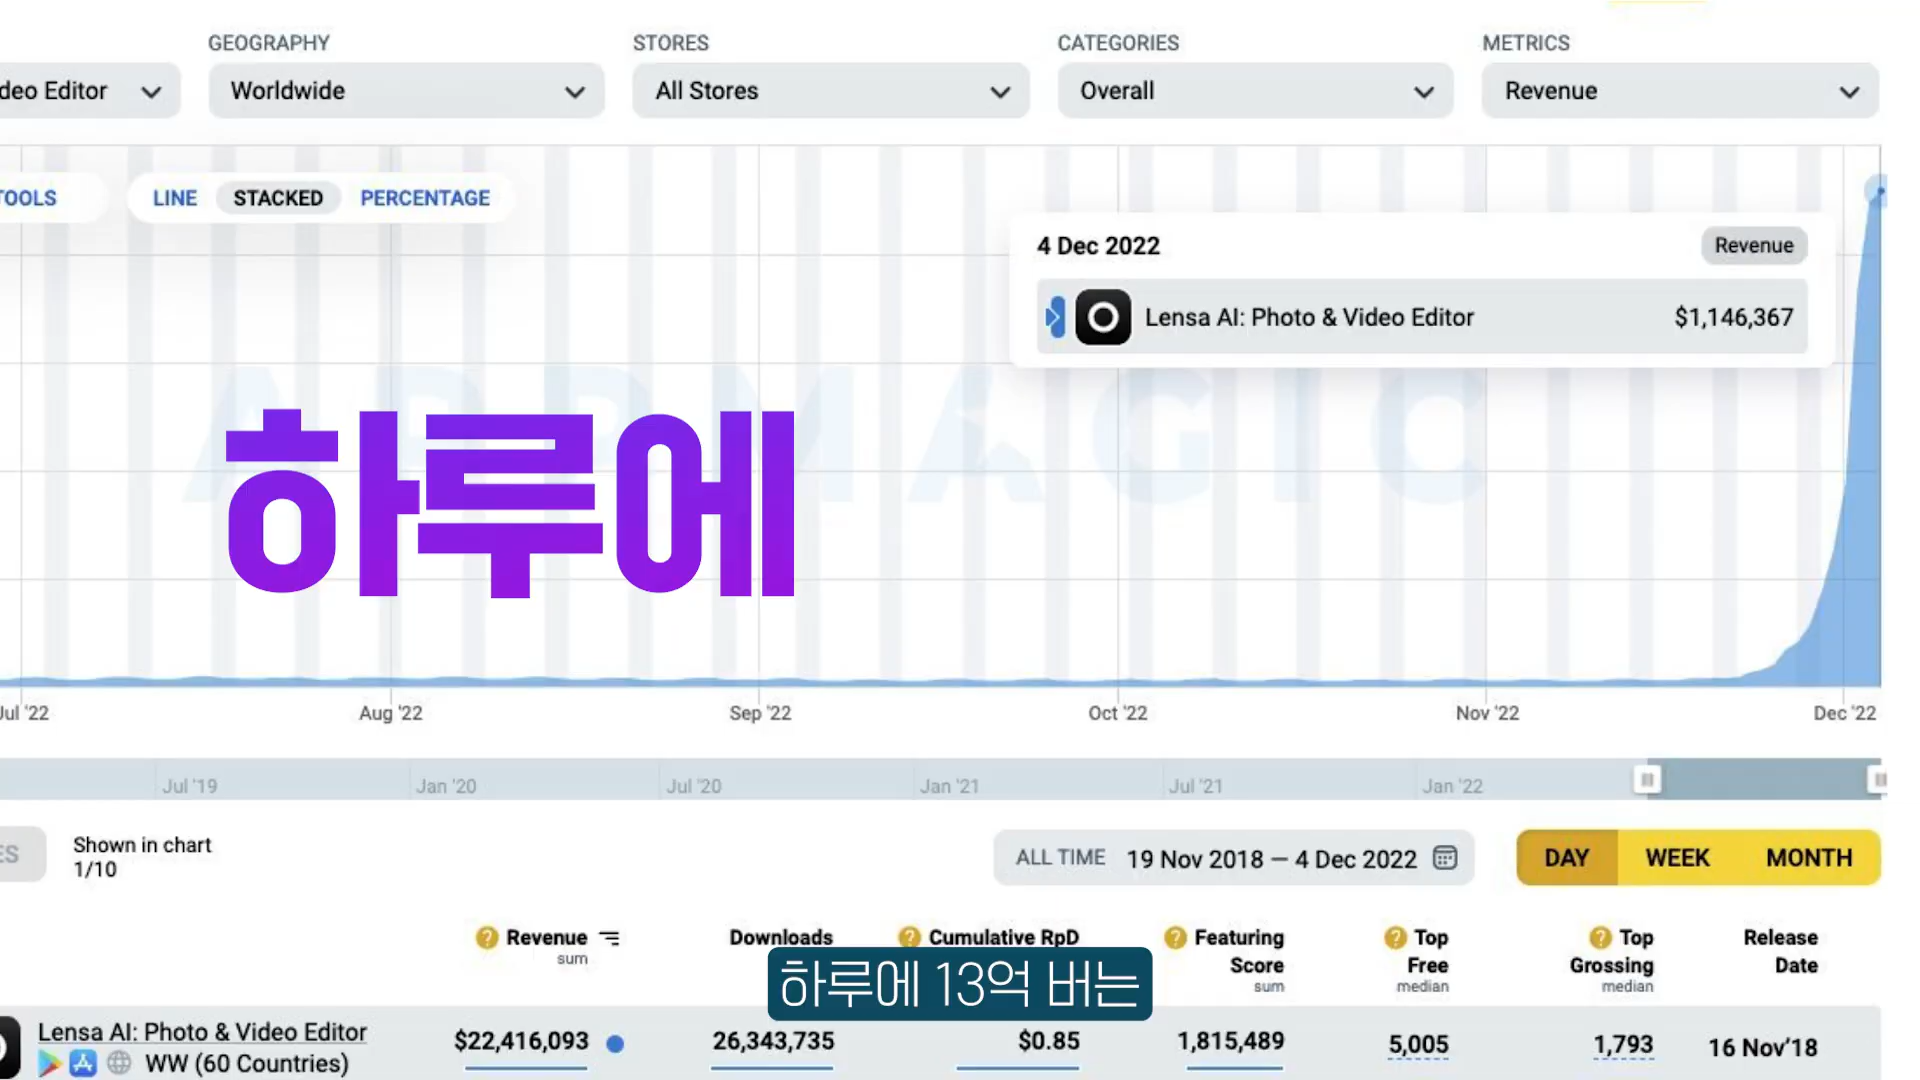 GEOGRAPHY
STORES
CATEGORIES
METRICS
deo Editor
Worldwide
All Stores
Overall
Revenue
TOOLS
LINE
STACKED
PERCENTAGE
4 Dec 2022
Revenue
Lensa AI: Photo & Video Editor
$1,146,367
APPMAGIC
하루에
Jul '22
Aug '22
Sep '22
Oct '22
Nov '22
Dec '22
Jul '19
Jan '20
Jul '20
Jan '21
Jul '21
Jan '22
ES
Shown in chart
1/10
ALL TIME 19 Nov 2018 – 4 Dec 2022
DAY
WEEK
MONTH
Revenue
sum
Downloads
Cumulative RpD
Featuring
Score
sum
Top
Free
median
Top
Grossing
median
Release
Date
하루에 13억 버는
Lensa AI: Photo & Video Editor
WW (60 Countries)
$22,416,093
26,343,735
$0.85
1,815,489
5,005
1,793
16 Nov'18